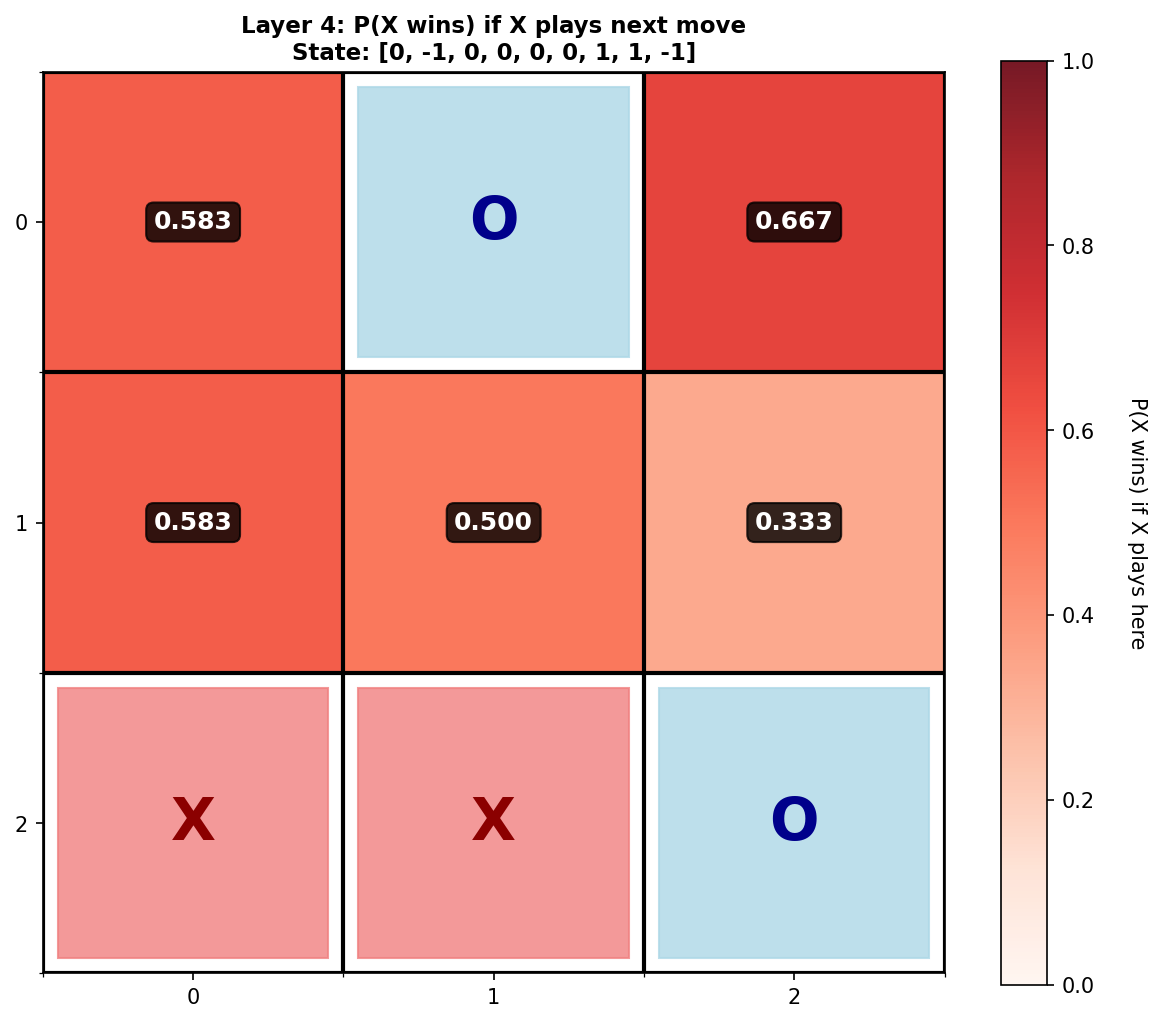 Layer 4: P(X wins) if X plays next move
State: [0, -1, 0, 0, 0, 0, 1, 1, -1]
0
0.583
O
0.667
1
0.583
0.500
0.333
2
X
X
O
0
1
2
1.0
0.8
0.6
0.4
0.2
0.0
P(X wins) if X plays here